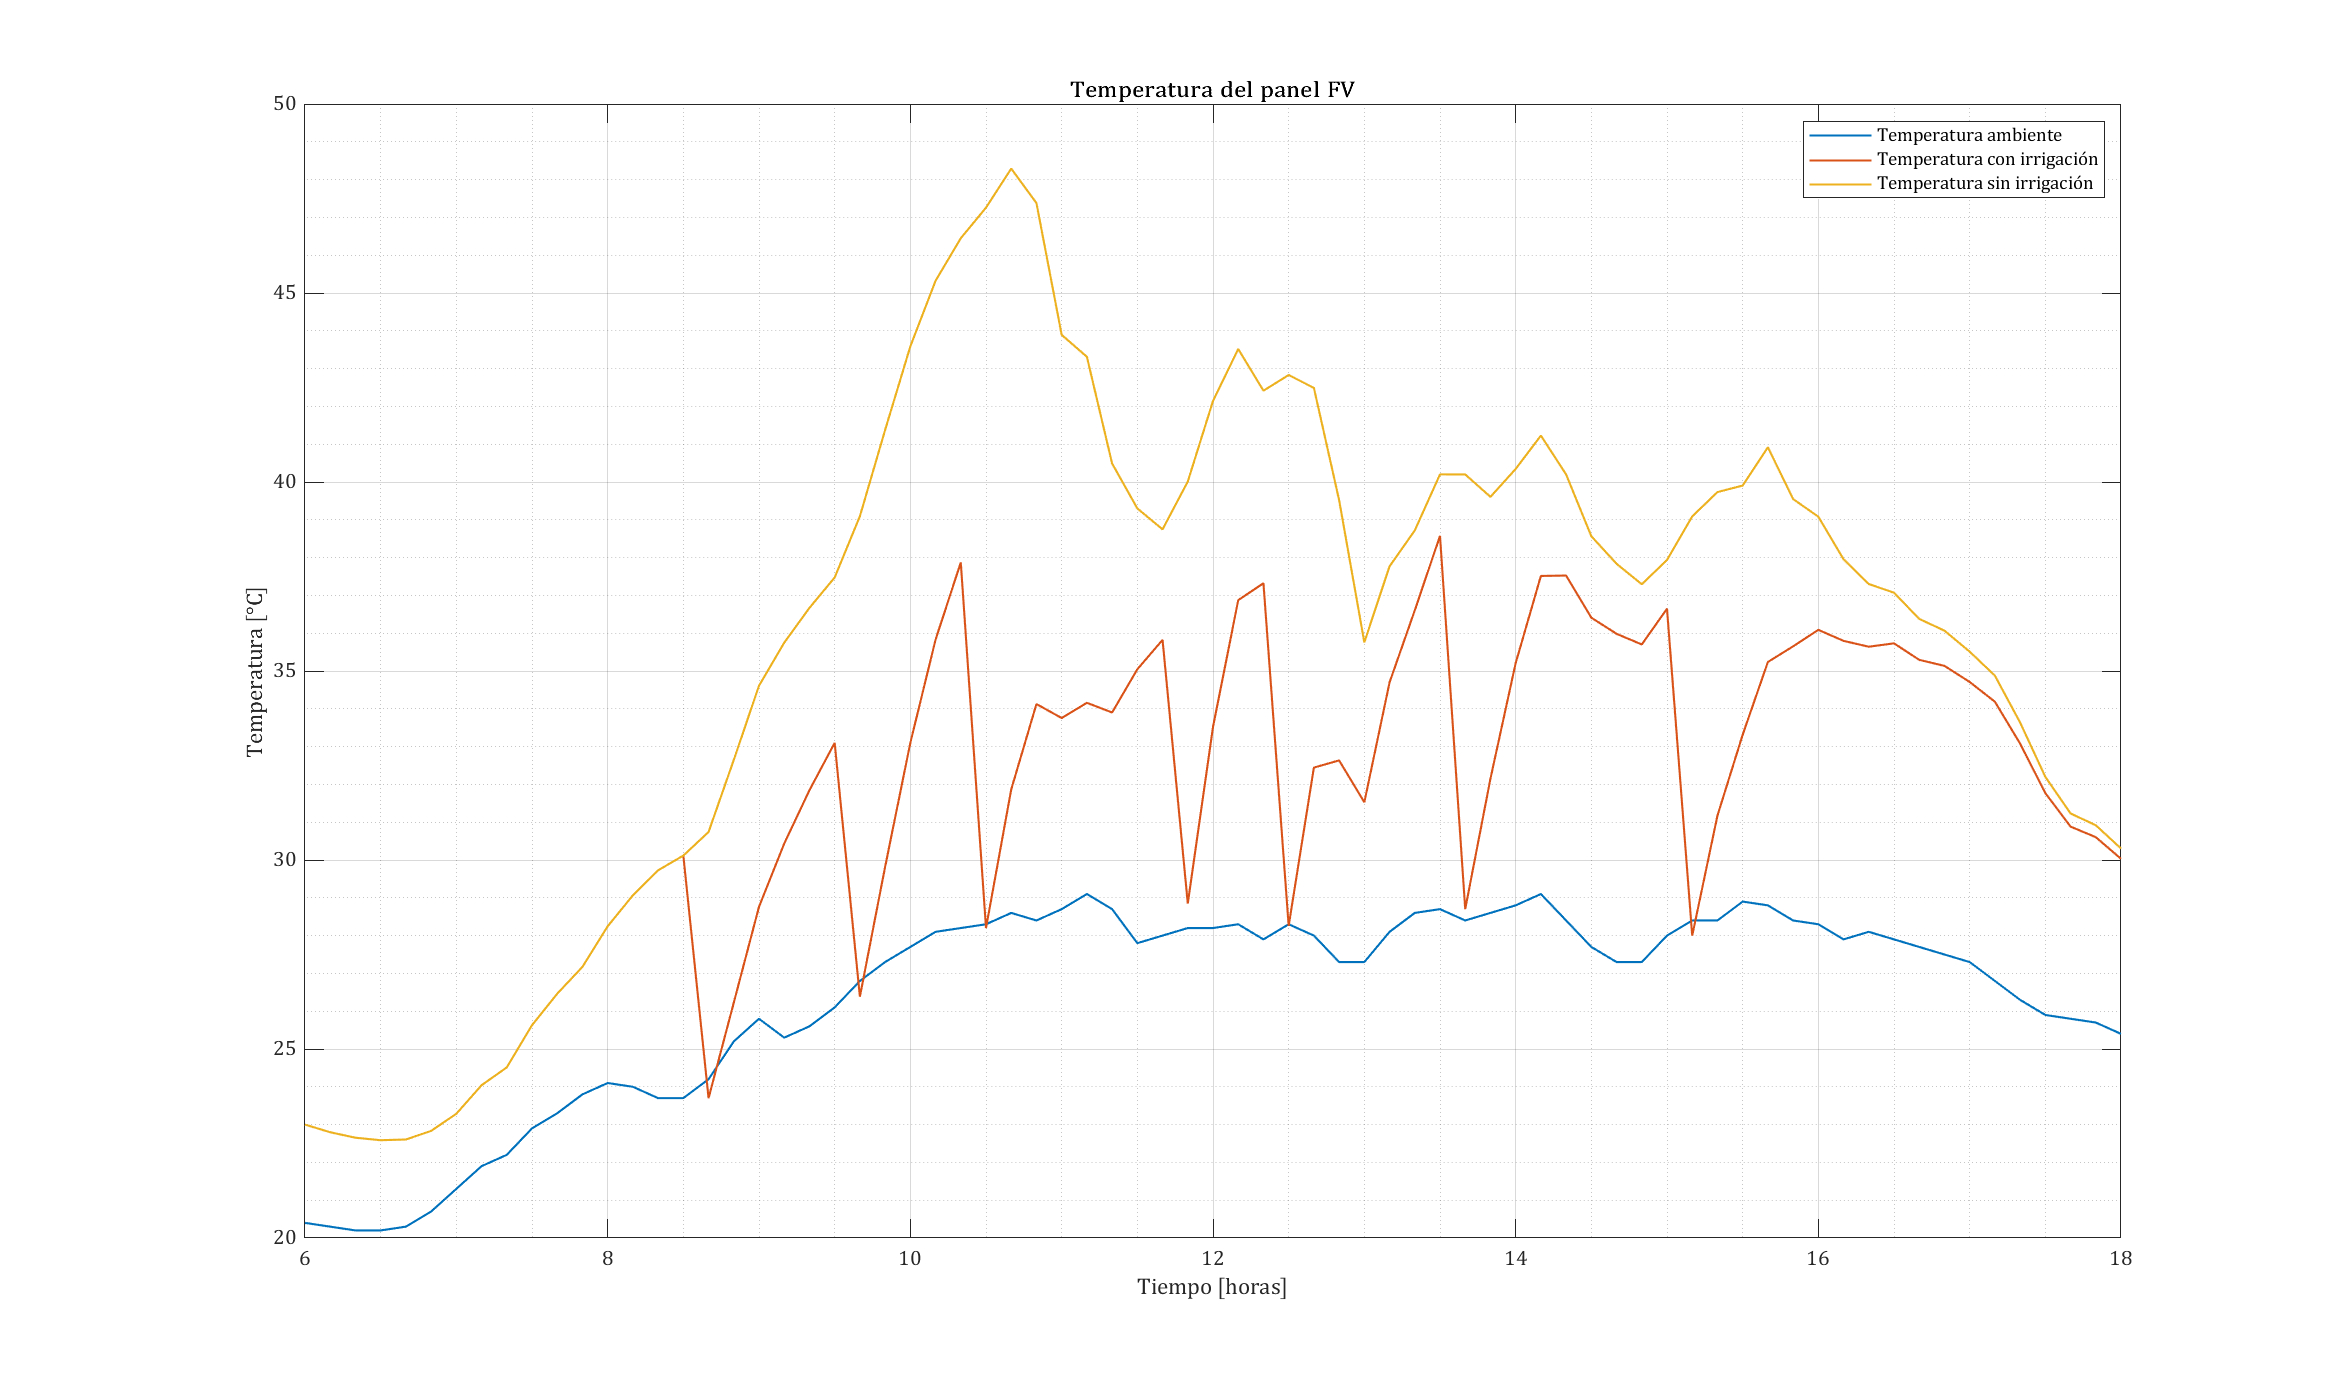 Temperatura del panel FV
Temperatura ambiente
Temperatura con irrigación
Temperatura sin irrigación
50
45
40
35
30
25
20
Temperatura [°C]
6 8 10 12 14 16 18
Tiempo [horas]